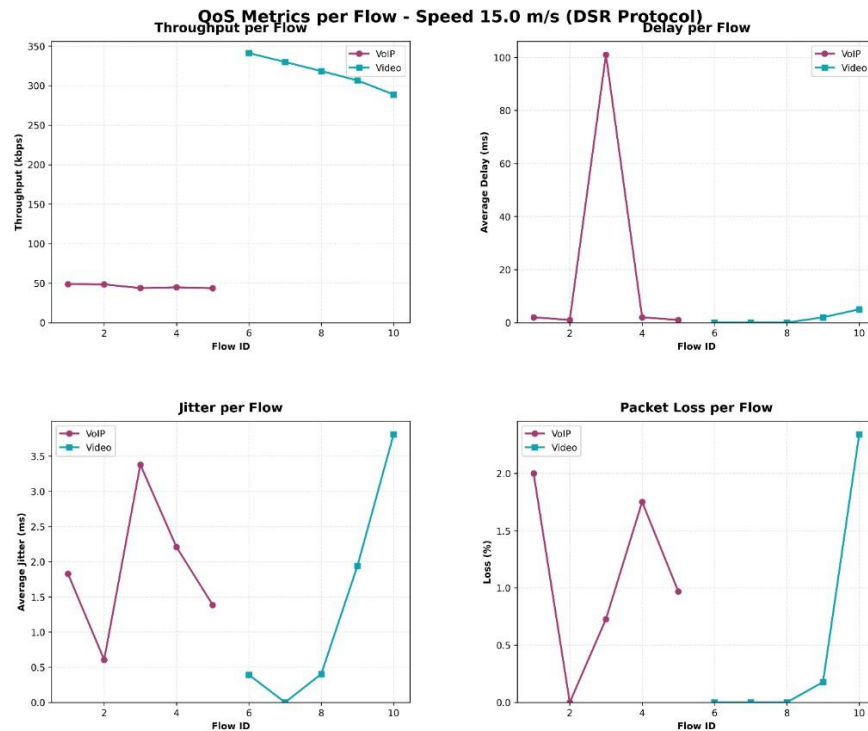 QoS Metrics per Flow - Speed 15.0 m/s (DSR Protocol)
Throughput per Flow
350
300
250
200
150
100
50
0
Throughput (kbps)
2
4
6
8
10
Flow ID
VoIP
Video
Delay per Flow
100
80
60
40
20
0
Average Delay (ms)
2
4
6
8
10
Flow ID
VoIP
Video
Jitter per Flow
3.5
3.0
2.5
2.0
1.5
1.0
0.5
0.0
Average Jitter (ms)
2
4
6
8
10
Flow ID
VoIP
Video
Packet Loss per Flow
2.0
1.5
1.0
0.5
0.0
Loss (%)
2
4
6
8
10
Flow ID
VoIP
Video